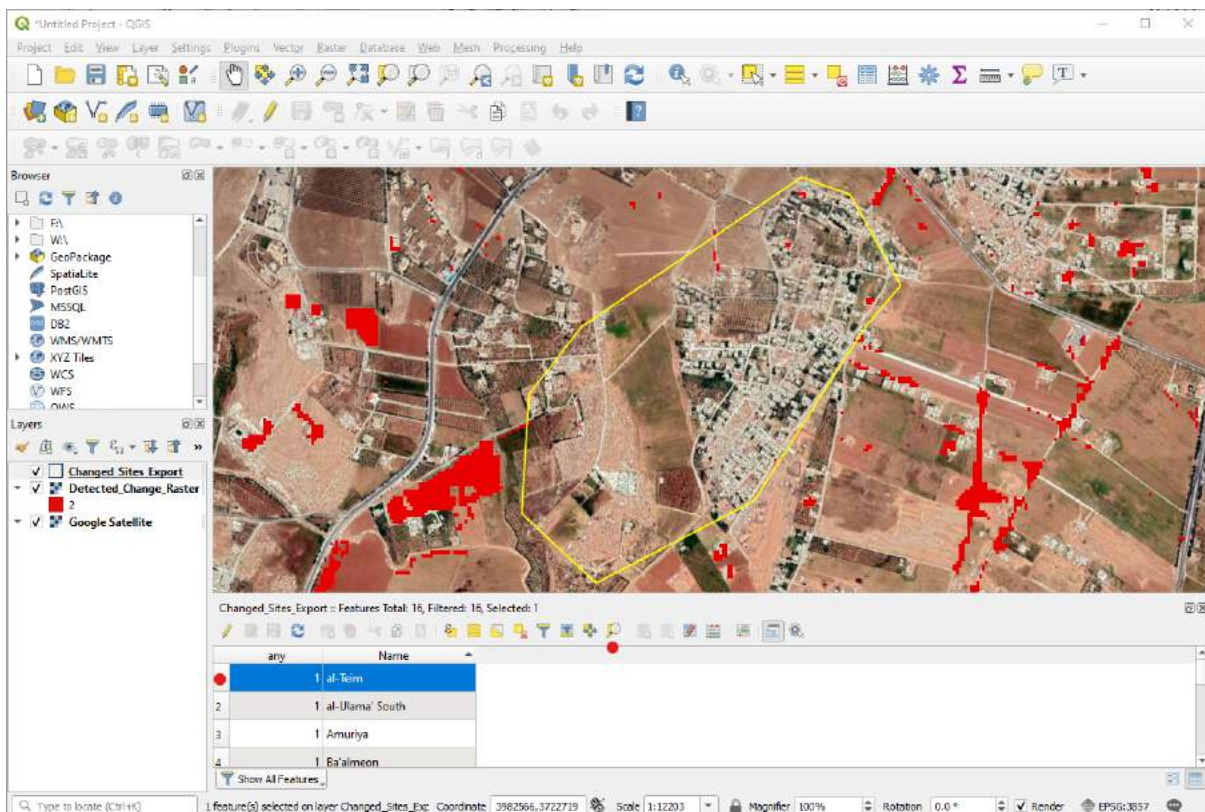 *Untitled Project - QGIS
Project Edit View Layer Settings Plugins Vector Raster Database Web Mesh Processing Help
Browser
F:\
W:\
GeoPackage
SpatiaLite
PostGIS
MSSQL
DB2
WMS/WMTS
XYZ Tiles
WCS
WFS
OWS
Layers
Changed_Sites_Export
Detected_Change_Raster
2
Google Satellite
Changed_Sites_Export :: Features Total: 16, Filtered: 16, Selected: 1
any Name
1 al-Teim
2 1 al-Ulama' South
3 1 Amuriya
4 1 Ba'almeon
Show All Features
Type to locate (Ctrl+K) 1 feature(s) selected on layer Changed_Sites_Exp Coordinate 3982566,3722719 Scale 1:12203 Magnifier 100% Rotation 0.0 ° Render EPSG:3857